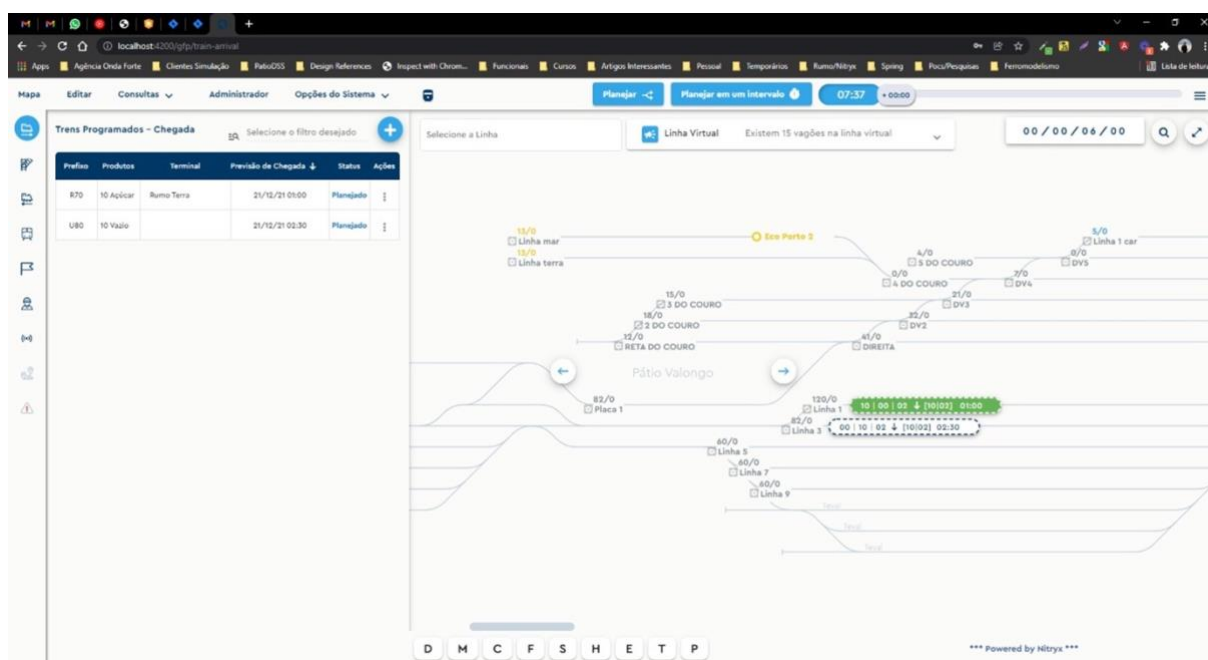 localhost:4200/gfp/train-arrival
Apps Agência Onda Forte Clientes Simulação PatioDSS Design References Inspect with Chrom... Funcionais Cursos Artigos Interessantes Pessoal Temporários Rumo/Nitryx Spring Pocs/Pesquisas Ferromodelismo Lista de leitura
Mapa Editar Consultas Administrador Opções do Sistema Planejar Planejar em um intervalo 07:37 + 00:00
Trens Programados - Chegada Selecione o filtro desejado
Selecione a Linha Linha Virtual Existem 15 vagões na linha virtual 00/00/06/00
Prefixo Produtos Terminal Previsão de Chegada Status Ações
R70 10 Açúcar Rumo Terra 21/12/21 01:00 Planejado
U80 10 Vazio 21/12/21 02:30 Planejado
13/0
Linha mar
13/0
Linha terra
Eco Porto 2
5/0
Linha 1 car
4/0
5 DO COURO
0/0
DV5
0/0
4 DO COURO
7/0
DV4
15/0
3 DO COURO
21/0
DV3
18/0
2 DO COURO
32/0
DV2
12/0
RETA DO COURO
41/0
DIREITA
Pátio Valongo
82/0
Placa 1
120/0
Linha 1
10 | 00 | 02 ↓ [10|02] 01:00
82/0
Linha 3
00 | 10 | 02 ↓ [10|02] 02:30
60/0
Linha 5
60/0
Linha 7
60/0
Linha 9
Teval
Teval
Teval
D M C F S H E T P
*** Powered by Nitryx ***